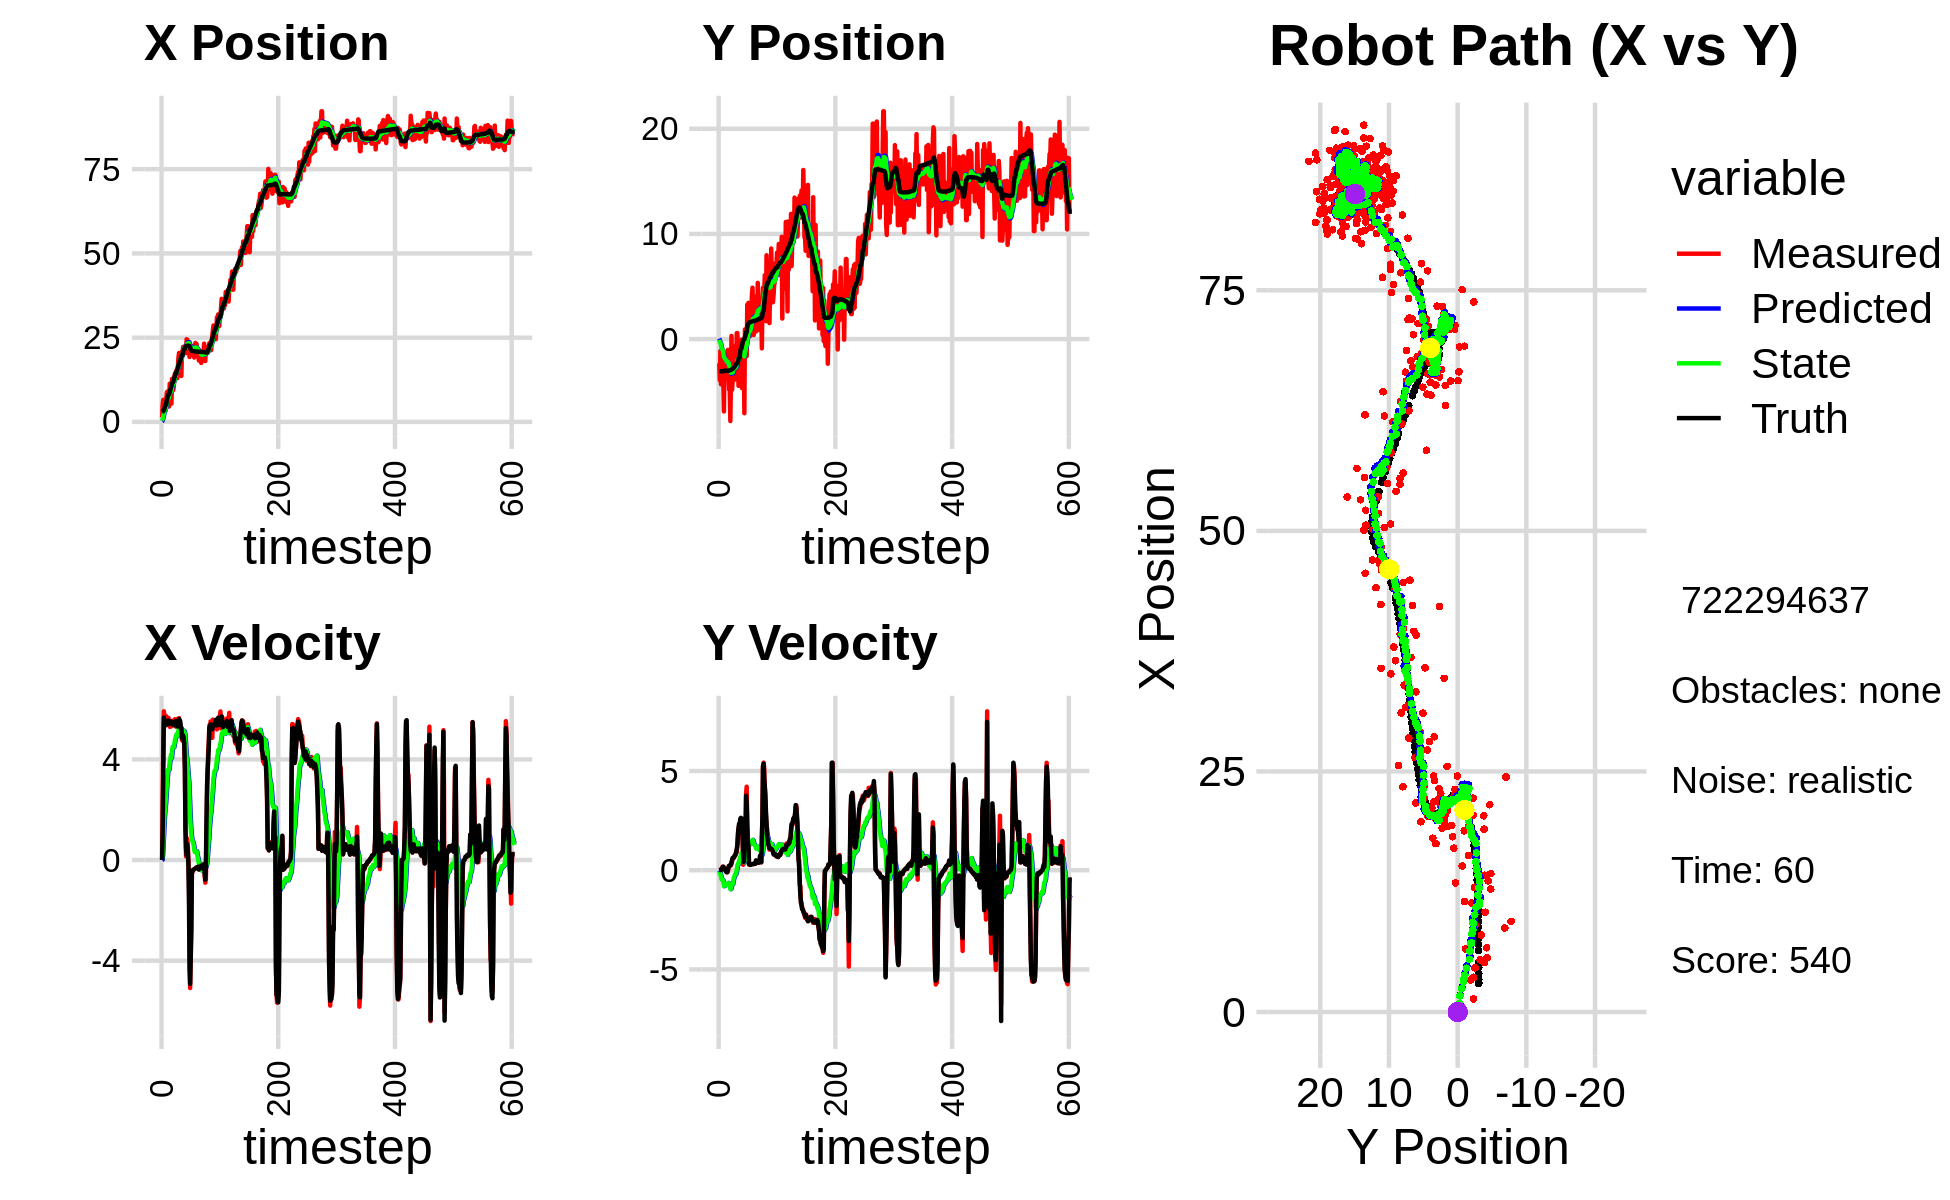 X Position
75
50
25
0
0
200
400
600
timestep
Y Position
20
10
0
0
200
400
600
timestep
X Velocity
4
0
-4
0
200
400
600
timestep
Y Velocity
5
0
-5
0
200
400
600
timestep
Robot Path (X vs Y)
X Position
75
50
25
0
20 10 0 -10 -20
Y Position
variable
Measured
Predicted
State
Truth
722294637
Obstacles: none
Noise: realistic
Time: 60
Score: 540